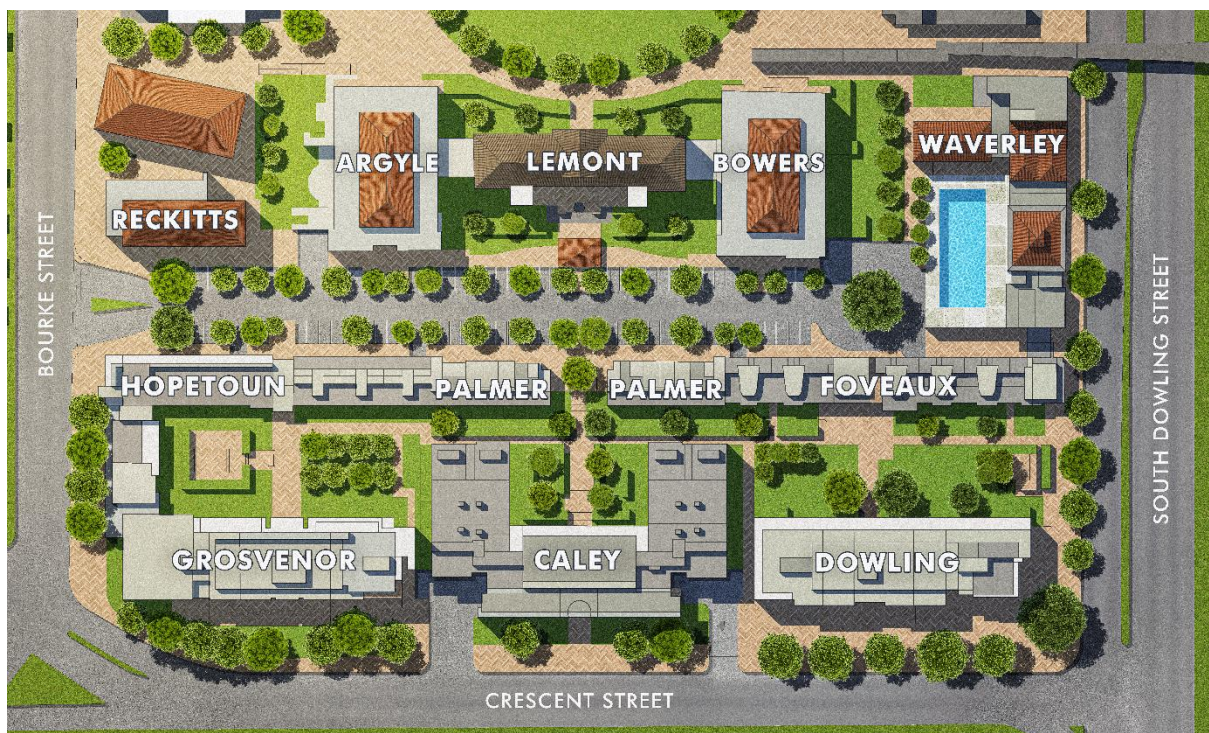 ARGYLE
LEMONT
BOWERS
WAVERLEY
RECKITTS
BOURKE STREET
SOUTH DOWLING STREET
HOPETOUN
PALMER
PALMER
FOVEAUX
GROSVENOR
CALEY
DOWLING
CRESCENT STREET